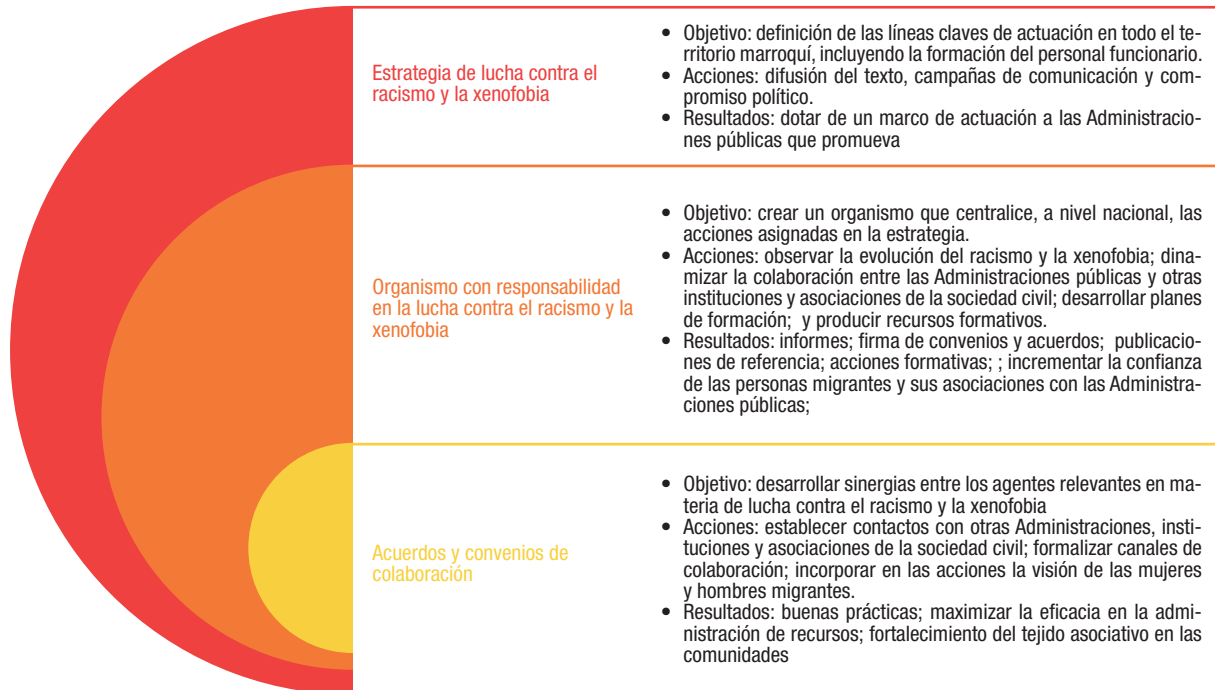 Estrategia de lucha contra el
racismo y la xenofobia
• Objetivo: definición de las líneas claves de actuación en todo el te-
rritorio marroquí, incluyendo la formación del personal funcionario.
• Acciones: difusión del texto, campañas de comunicación y com-
promiso político.
• Resultados: dotar de un marco de actuación a las Administracio-
nes públicas que promueva
Organismo con responsabilidad
en la lucha contra el racismo y la
xenofobia
• Objetivo: crear un organismo que centralice, a nivel nacional, las
acciones asignadas en la estrategia.
• Acciones: observar la evolución del racismo y la xenofobia; dina-
mizar la colaboración entre las Administraciones públicas y otras
instituciones y asociaciones de la sociedad civil; desarrollar planes
de formación;  y producir recursos formativos.
• Resultados: informes; firma de convenios y acuerdos;  publicacio-
nes de referencia; acciones formativas; ; incrementar la confianza
de las personas migrantes y sus asociaciones con las Administra-
ciones públicas;
Acuerdos y convenios de
colaboración
• Objetivo: desarrollar sinergias entre los agentes relevantes en ma-
teria de lucha contra el racismo y la xenofobia
• Acciones: establecer contactos con otras Administraciones, insti-
tuciones y asociaciones de la sociedad civil; formalizar canales de
colaboración; incorporar en las acciones la visión de las mujeres
y hombres migrantes.
• Resultados: buenas prácticas; maximizar la eficacia en la admi-
nistración de recursos; fortalecimiento del tejido asociativo en las
comunidades